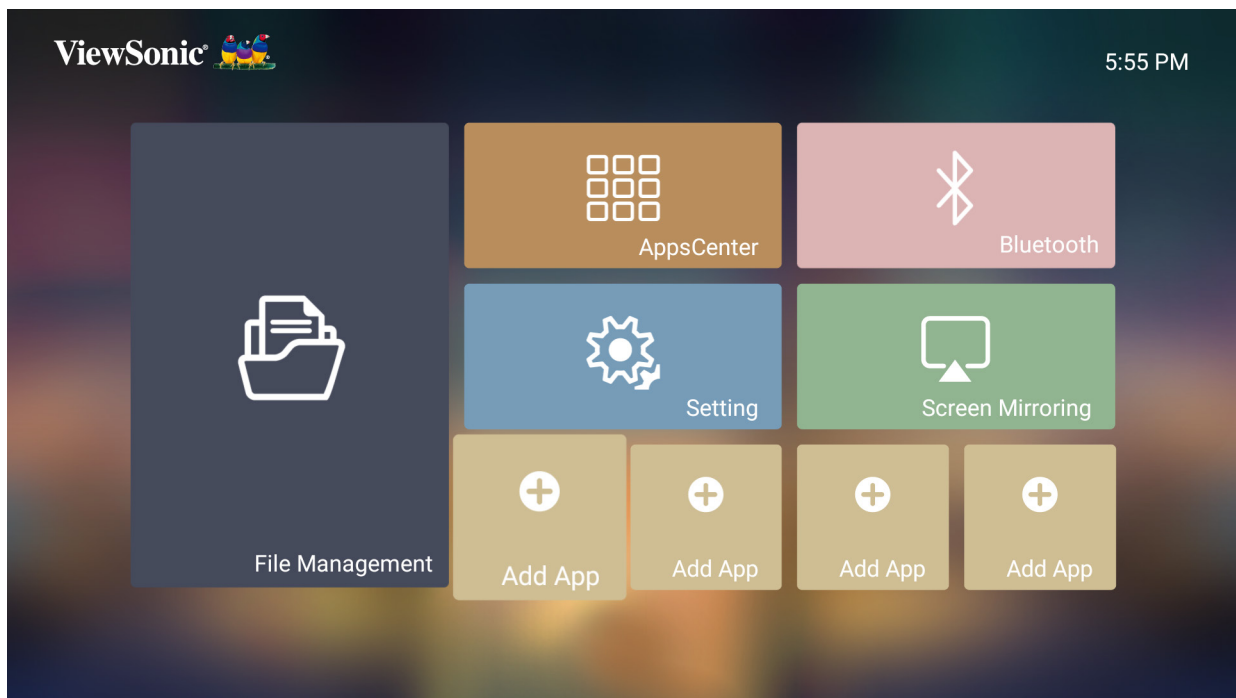 ViewSonic®
5:55 PM
AppsCenter
Bluetooth
Setting
Screen Mirroring
File Management
Add App
Add App
Add App
Add App